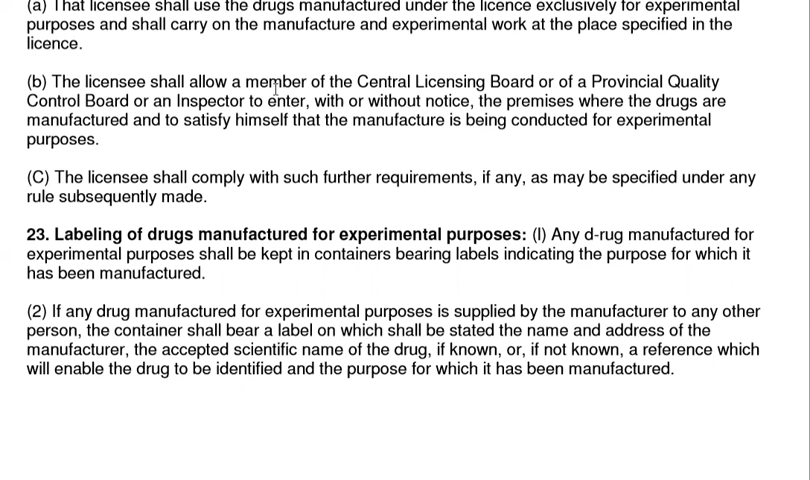 (a) That licensee shall use the drugs manufactured under the licence exclusively for experimental
purposes and shall carry on the manufacture and experimental work at the place specified in the
licence.
(b) The licensee shall allow a member of the Central Licensing Board or of a Provincial Quality
Control Board or an Inspector to enter, with or without notice, the premises where the drugs are
manufactured and to satisfy himself that the manufacture is being conducted for experimental
purposes.
(C) The licensee shall comply with such further requirements, if any, as may be specified under any
rule subsequently made.
23. Labeling of drugs manufactured for experimental purposes: (l) Any d-rug manufactured for
experimental purposes shall be kept in containers bearing labels indicating the purpose for which it
has been manufactured.
(2) If any drug manufactured for experimental purposes is supplied by the manufacturer to any other
person, the container shall bear a label on which shall be stated the name and address of the
manufacturer, the accepted scientific name of the drug, if known, or, if not known, a reference which
will enable the drug to be identified and the purpose for which it has been manufactured.